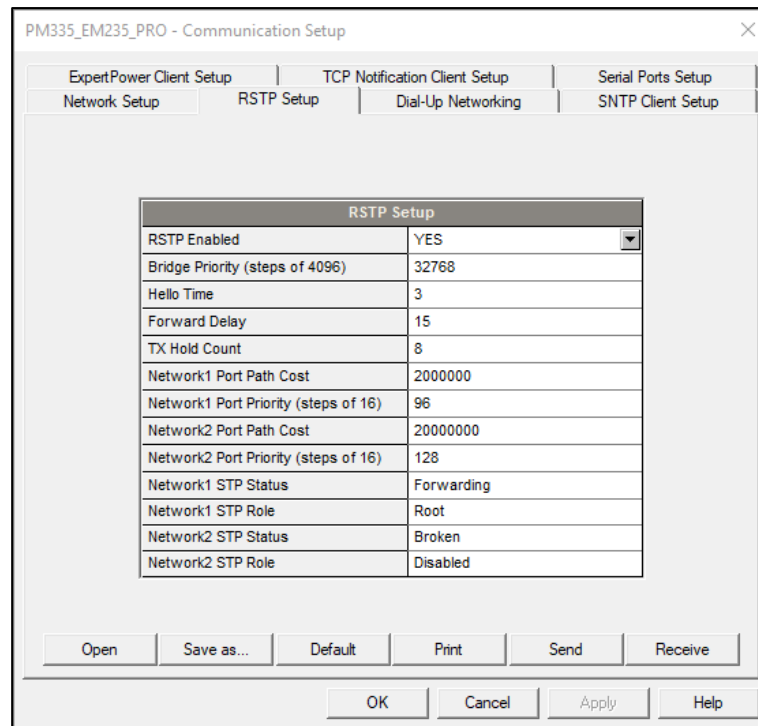 PM335_EM235_PRO - Communication Setup
ExpertPower Client Setup TCP Notification Client Setup Serial Ports Setup
Network Setup RSTP Setup Dial-Up Networking SNTP Client Setup
RSTP Setup
RSTP Enabled YES
Bridge Priority (steps of 4096) 32768
Hello Time 3
Forward Delay 15
TX Hold Count 8
Network1 Port Path Cost 2000000
Network1 Port Priority (steps of 16) 96
Network2 Port Path Cost 20000000
Network2 Port Priority (steps of 16) 128
Network1 STP Status Forwarding
Network1 STP Role Root
Network2 STP Status Broken
Network2 STP Role Disabled
Open Save as... Default Print Send Receive
OK Cancel Apply Help